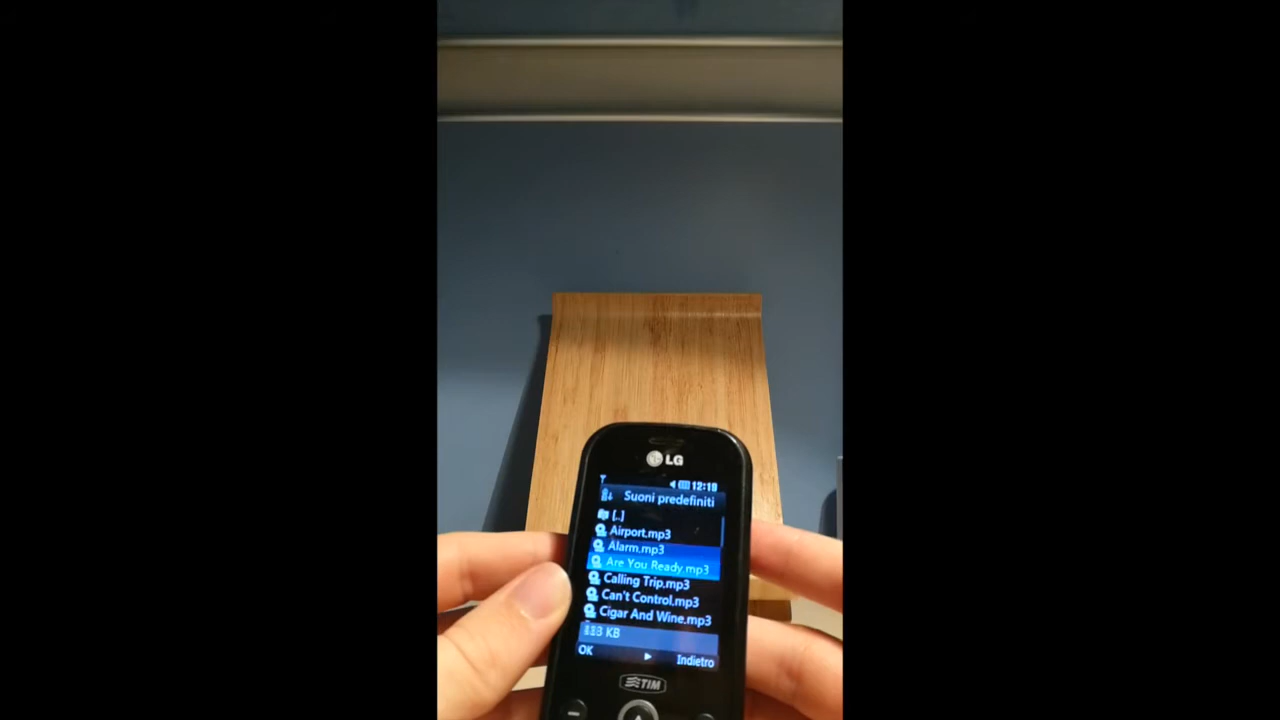 LG
12:19
Suoni predefiniti
[..]
Airport.mp3
Alarm.mp3
Are You Ready.mp3
Calling Trip.mp3
Can't Control.mp3
Cigar And Wine.mp3
KB
OK
Indietro
TIM